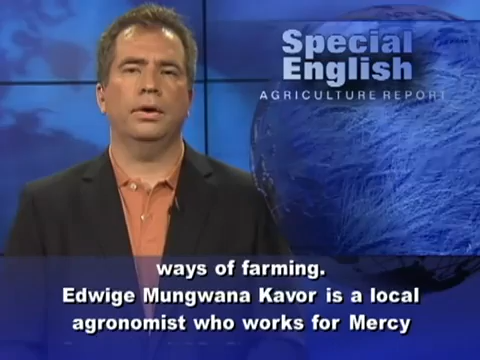 Special
English
AGRICULTURE REPORT
ways of farming.
Edwige Mungwana Kavor is a local
agronomist who works for Mercy